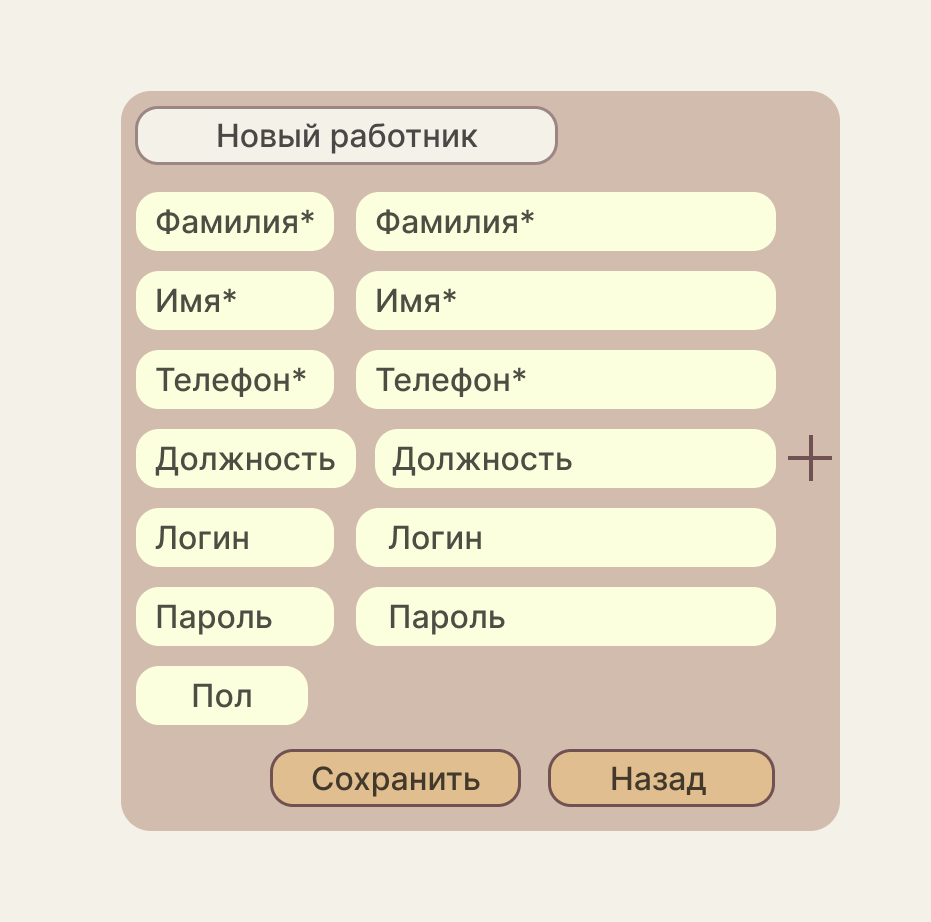 Новый работник
Фамилия* Фамилия*
Имя* Имя*
Телефон* Телефон*
Должность Должность
Логин Логин
Пароль Пароль
Пол
Сохранить Назад